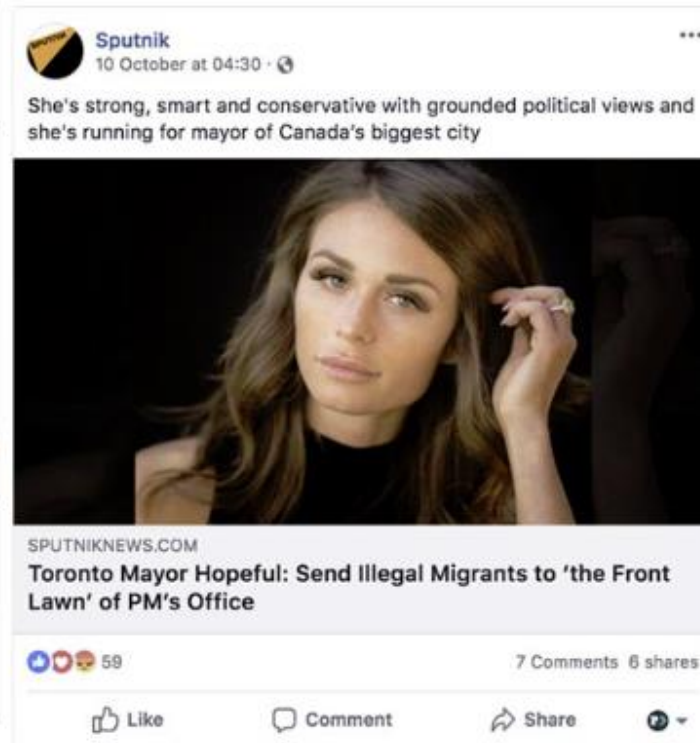 SPUTNIK
Sputnik
10 October at 04:30 ·
She's strong, smart and conservative with grounded political views and
she's running for mayor of Canada's biggest city
SPUTNIKNEWS.COM
Toronto Mayor Hopeful: Send Illegal Migrants to ‘the Front
Lawn’ of PM's Office
59
7 Comments 6 shares
Like
Comment
Share